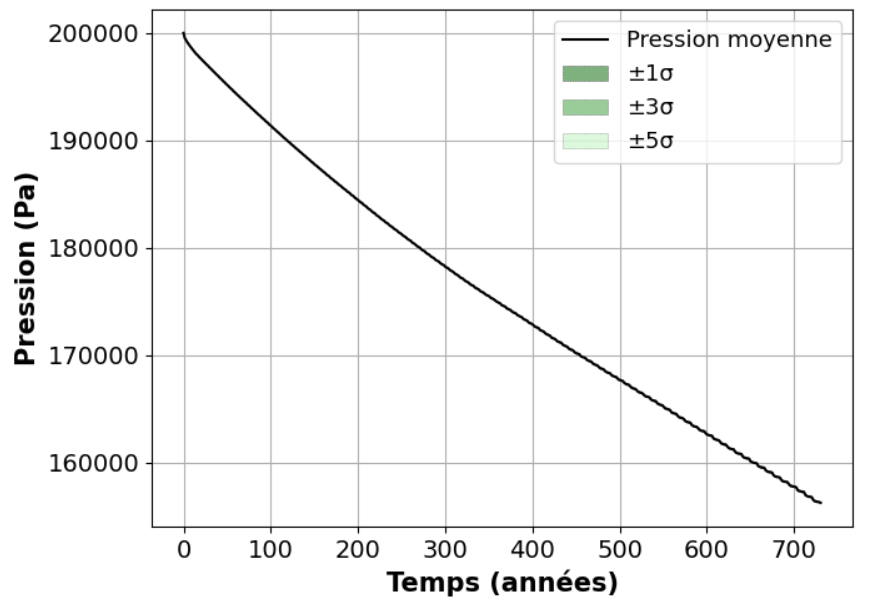 200000
190000
180000
170000
160000
Pression (Pa)
Pression moyenne
±1σ
±3σ
±5σ
0 100 200 300 400 500 600 700
Temps (années)